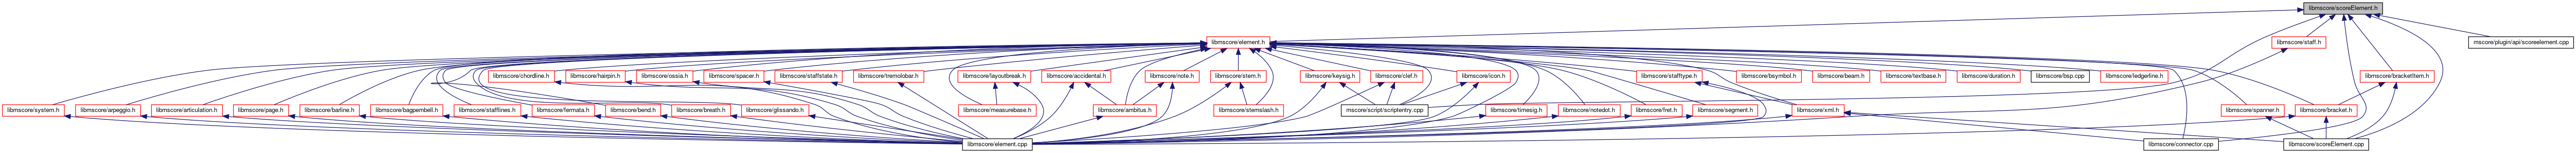 libmscore/scoreElement.h
libmscore/element.h
libmscore/staff.h
mscore/plugin/api/scoreelement.cpp
libmscore/chordline.h
libmscore/hairpin.h
libmscore/ossia.h
libmscore/spacer.h
libmscore/staffstate.h
libmscore/tremolobar.h
libmscore/layoutbreak.h
libmscore/accidental.h
libmscore/note.h
libmscore/stem.h
libmscore/keysig.h
libmscore/clef.h
libmscore/icon.h
libmscore/stafftype.h
libmscore/bsymbol.h
libmscore/beam.h
libmscore/textbase.h
libmscore/duration.h
libmscore/bsp.cpp
libmscore/ledgerline.h
libmscore/bracketItem.h
libmscore/system.h
libmscore/arpeggio.h
libmscore/articulation.h
libmscore/page.h
libmscore/barline.h
libmscore/bagpembell.h
libmscore/stafflines.h
libmscore/fermata.h
libmscore/bend.h
libmscore/breath.h
libmscore/glissando.h
libmscore/measurebase.h
libmscore/ambitus.h
libmscore/stemslash.h
mscore/script/scriptentry.cpp
libmscore/timesig.h
libmscore/notedot.h
libmscore/fret.h
libmscore/segment.h
libmscore/xml.h
libmscore/spanner.h
libmscore/bracket.h
libmscore/element.cpp
libmscore/connector.cpp
libmscore/scoreElement.cpp